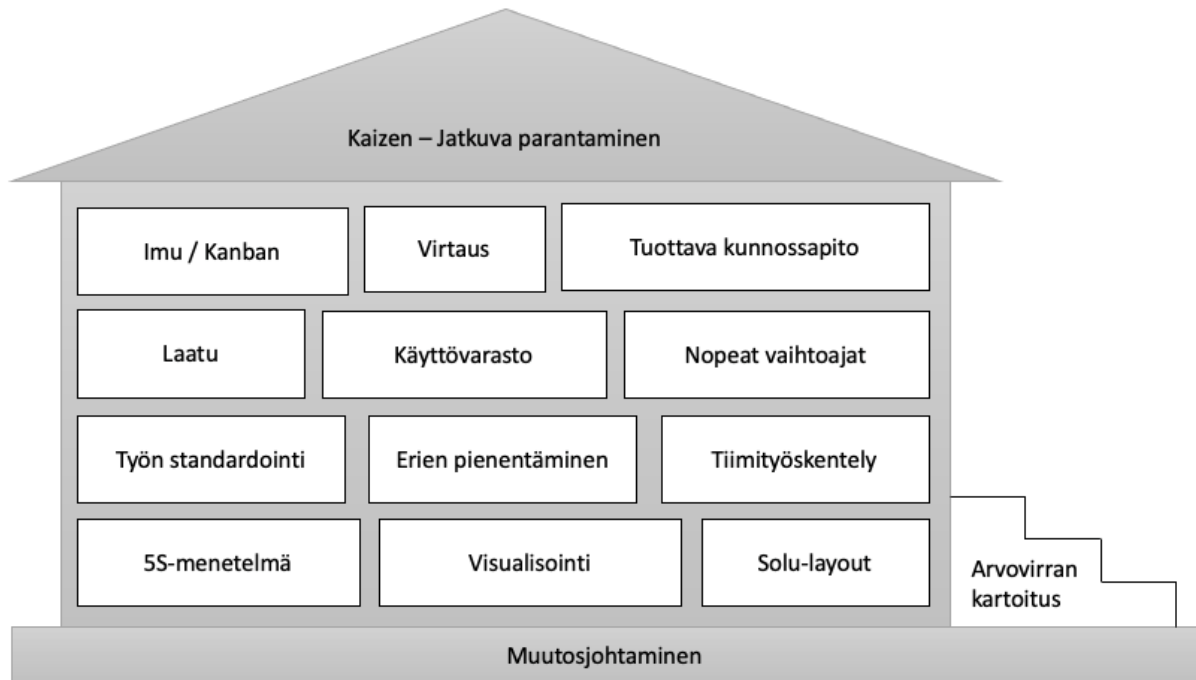 Kaizen – Jatkuva parantaminen
Imu / Kanban
Virtaus
Tuottava kunnossapito
Laatu
Käyttövarasto
Nopeat vaihtoajat
Työn standardointi
Erien pienentäminen
Tiimityöskentely
5S-menetelmä
Visualisointi
Solu-layout
Arvovirran
kartoitus
Muutosjohtaminen